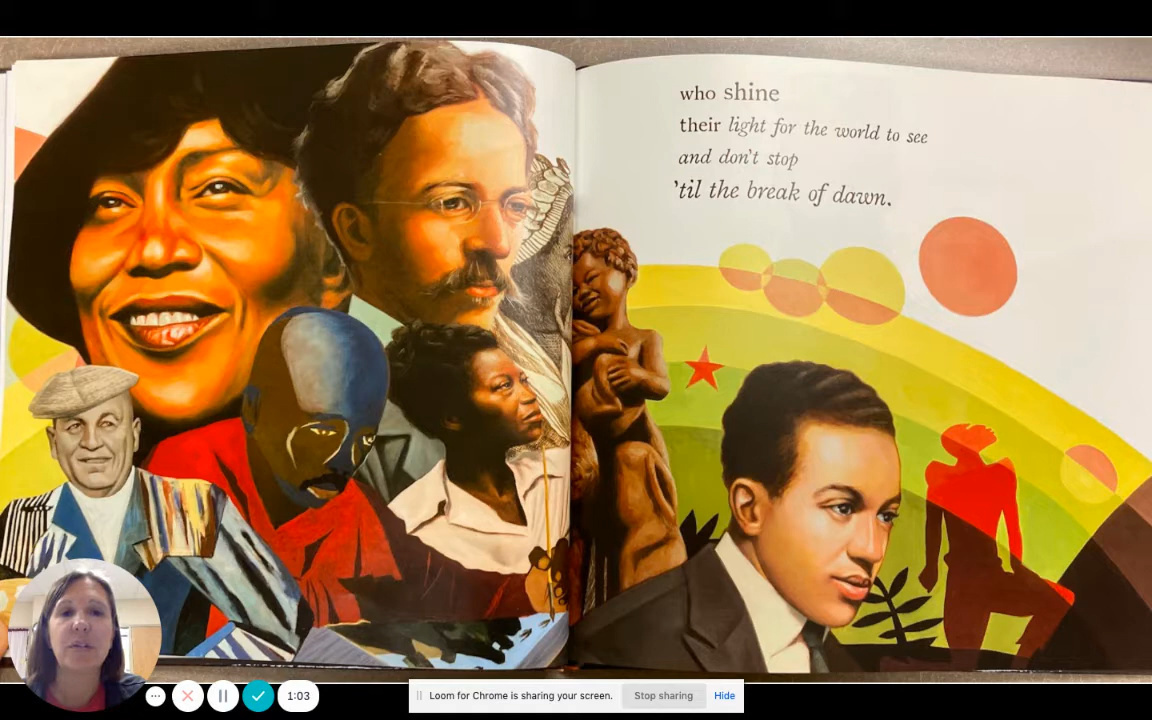 who shine
their light for the world to see
and don't stop
'til the break of dawn.
1:03
Loom for Chrome is sharing your screen.
Stop sharing
Hide